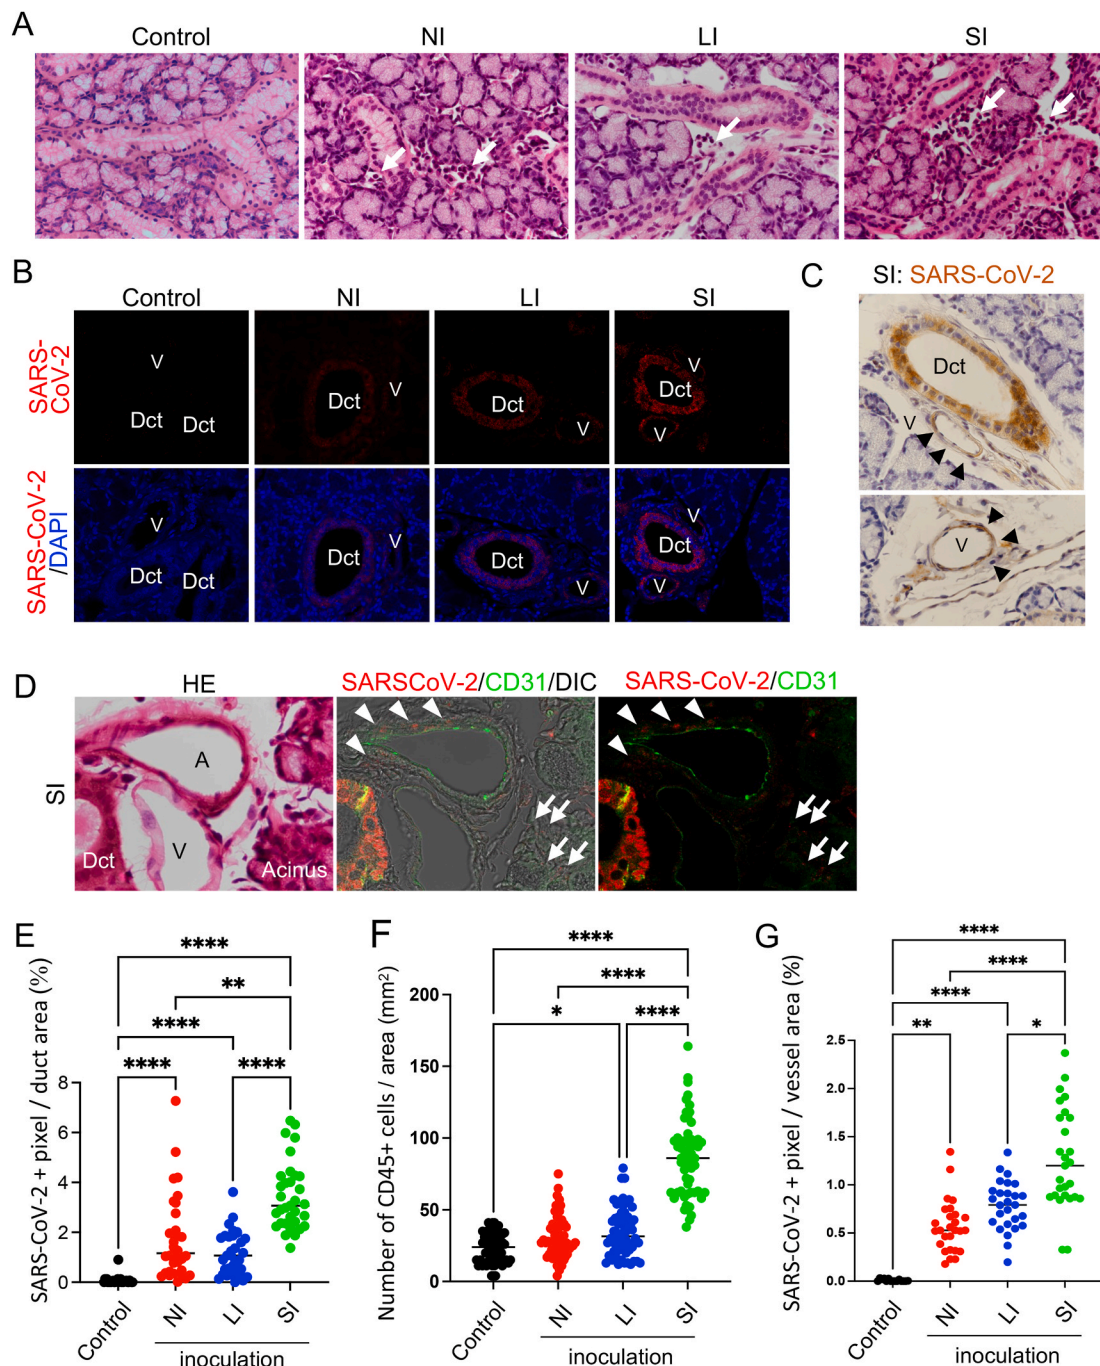 A
Control
NI
LI
SI
B
Control
NI
LI
SI
SARS-
CoV-2
V
Dct
Dct
Dct
V
Dct
V
V
Dct
V
SARS-CoV-2
/DAPI
V
Dct
Dct
Dct
V
Dct
V
V
Dct
V
C
SI: SARS-CoV-2
Dct
V
V
D
HE
SARSCoV-2/CD31/DIC
SARS-CoV-2/CD31
SI
A
V
Dct
Acinus
E
SARS-CoV-2 + pixel / duct area (%)
****
**
****
****
****
8
6
4
2
0
Control
NI
LI
SI
inoculation
F
Number of CD45+ cells / area (mm²)
****
****
*
****
200
150
100
50
0
Control
NI
LI
SI
inoculation
G
SARS-CoV-2 + pixel / vessel area (%)
****
****
****
**
*
2.5
2.0
1.5
1.0
0.5
0.0
Control
NI
LI
SI
inoculation